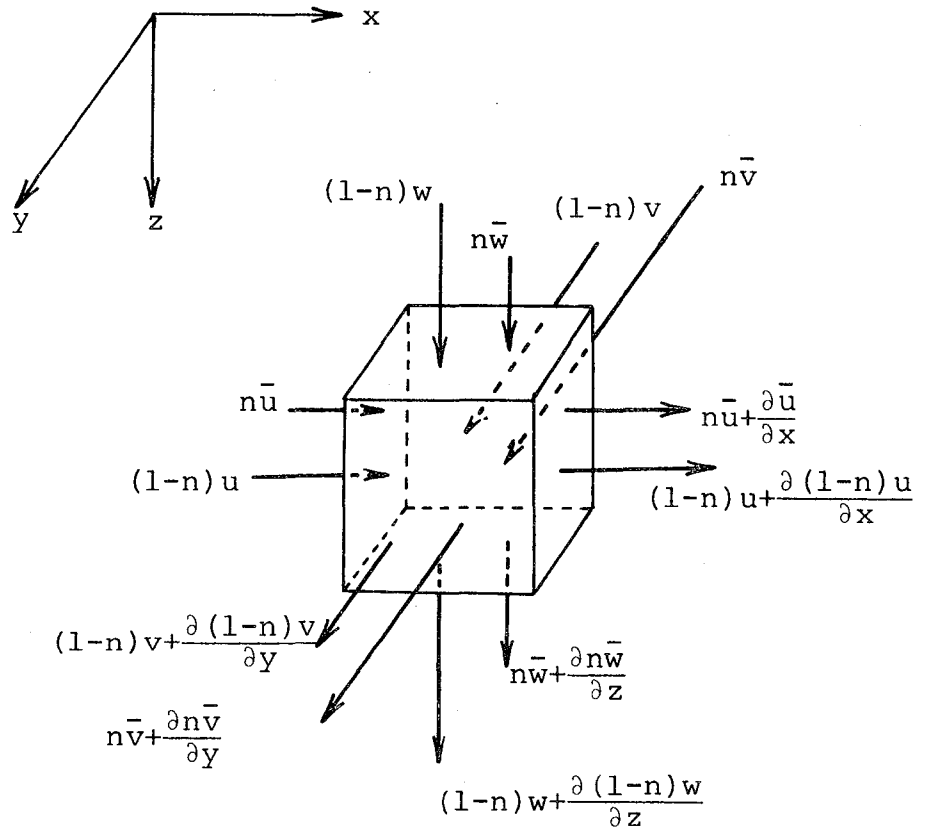 x
y
z
(1-n)w
nw̄
(1-n)v
nv̄
nū
(1-n)u
nū+∂ū/∂x
(1-n)u+∂(1-n)u/∂x
(1-n)v+∂(1-n)v/∂y
nv̄+∂nv̄/∂y
nw̄+∂nw̄/∂z
(1-n)w+∂(1-n)w/∂z